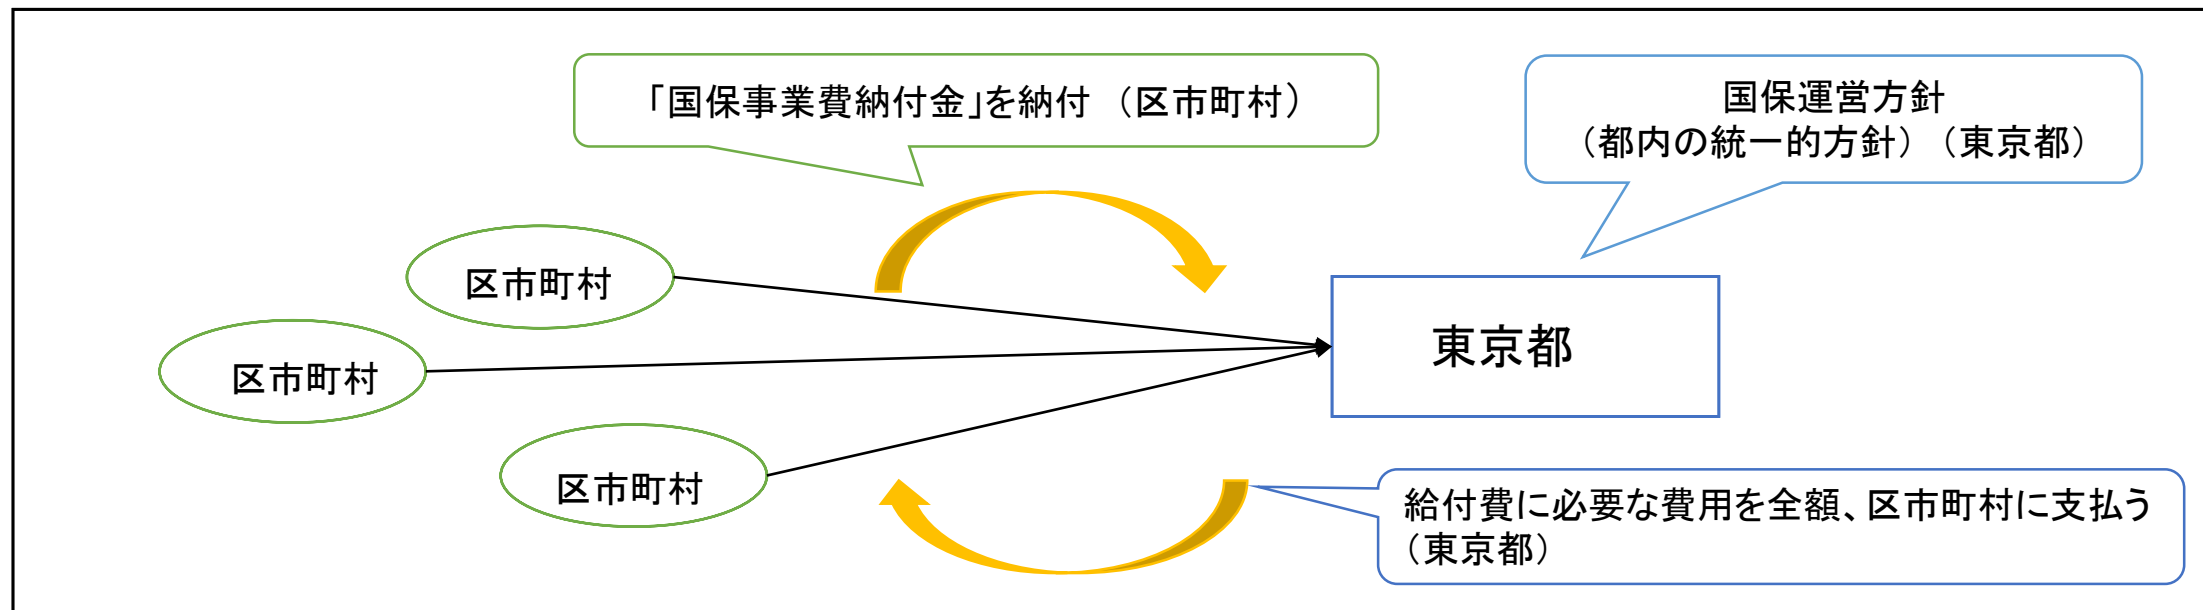 「国保事業費納付金」を納付 （区市町村）
国保運営方針
（都内の統一的方針）（東京都）
区市町村
区市町村
区市町村
東京都
給付費に必要な費用を全額、区市町村に支払う
（東京都）